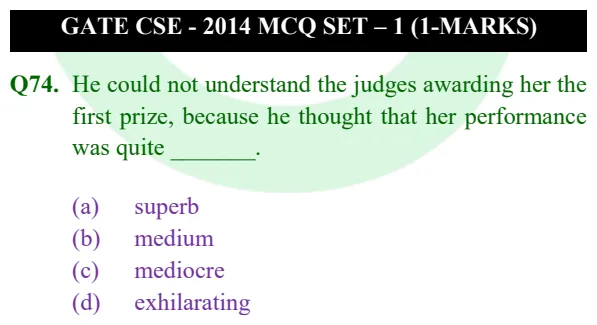 GATE CSE - 2014 MCQ SET – 1 (1-MARKS)
Q74. He could not understand the judges awarding her the
first prize, because he thought that her performance
was quite _______.
(a) superb
(b) medium
(c) mediocre
(d) exhilarating